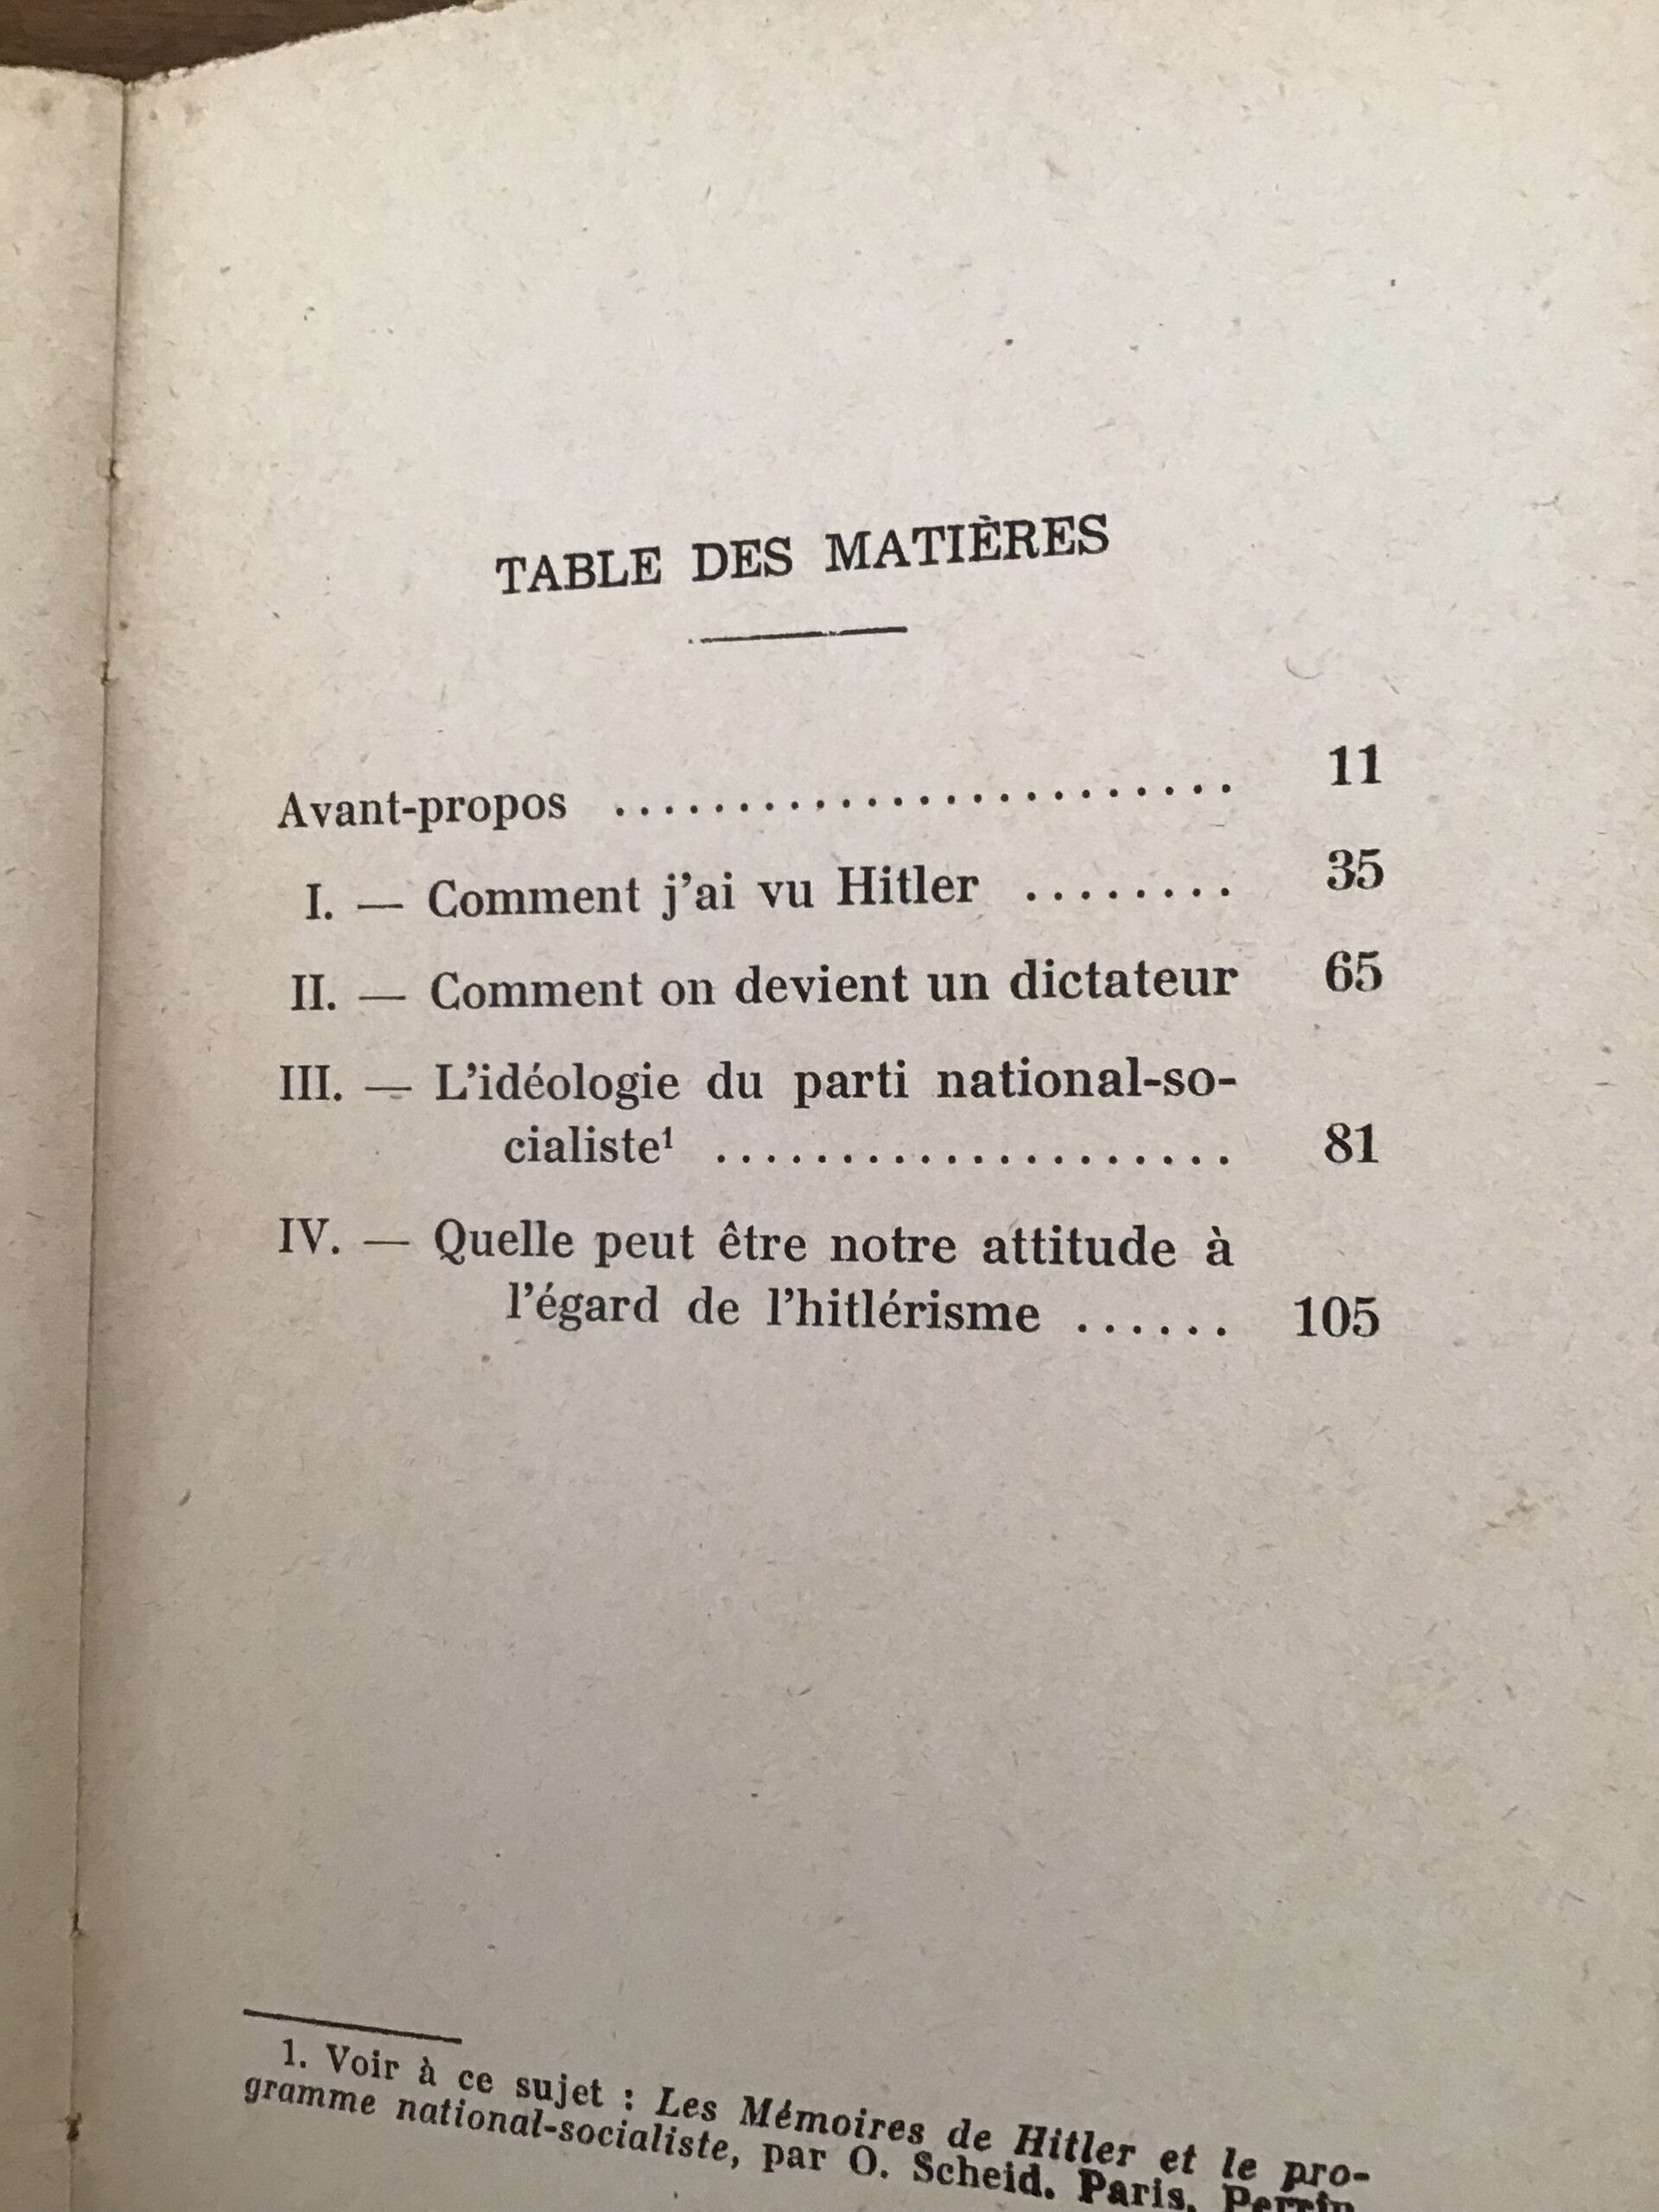 TABLE DES MATIÈRES
Avant-propos ......................... 11
I. — Comment j'ai vu Hitler ........ 35
II. — Comment on devient un dictateur 65
III. — L'idéologie du parti national-so-
cialiste¹ ..................... 81
IV. — Quelle peut être notre attitude à
l'égard de l'hitlérisme ...... 105
1. Voir à ce sujet : Les Mémoires de Hitler et le pro-
gramme national-socialiste, par O. Scheid. Paris, Perrin